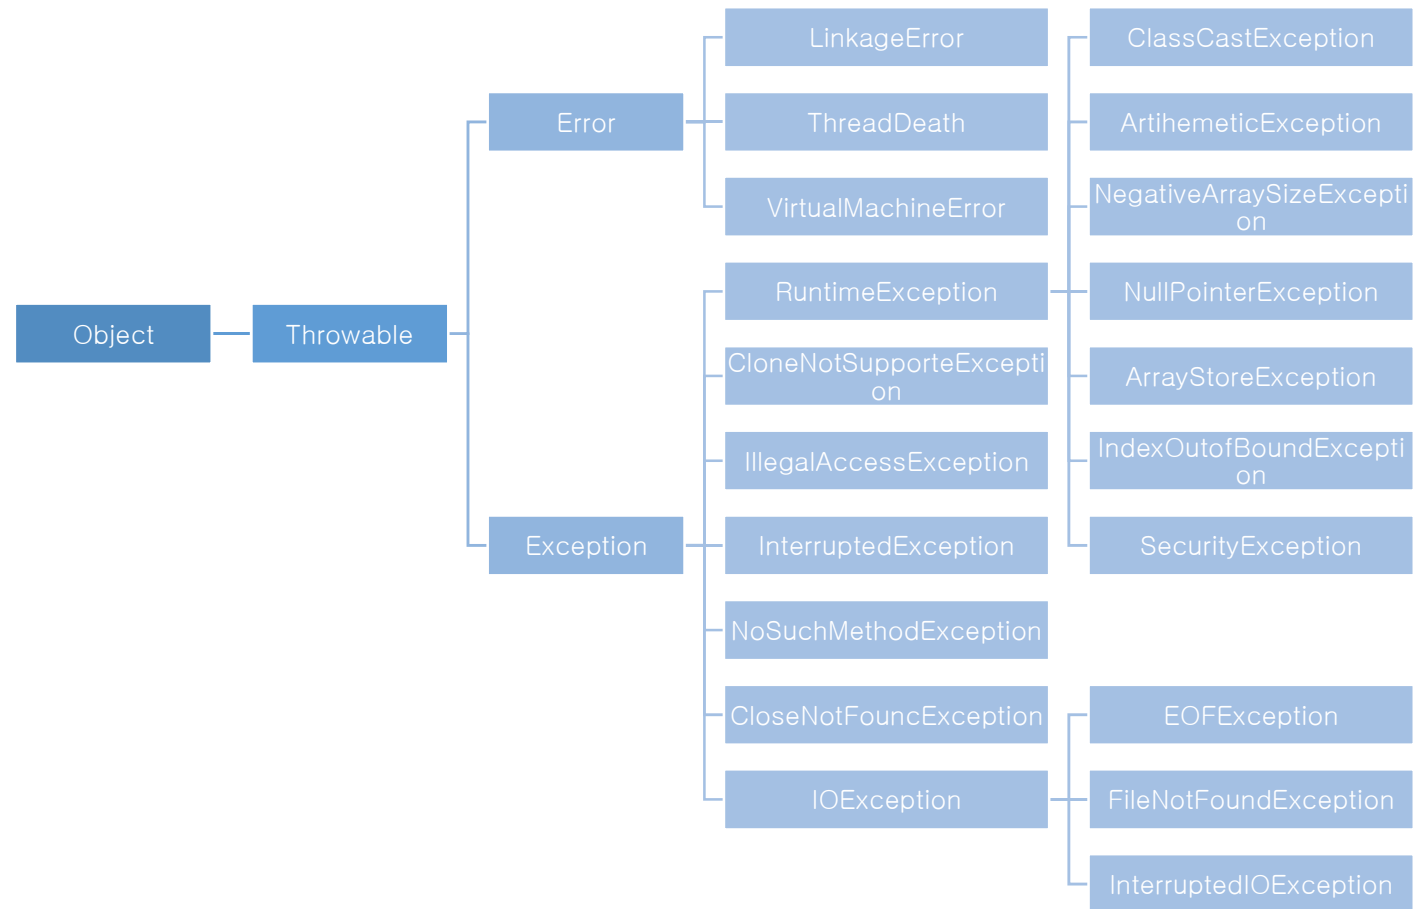 Object
Throwable
Error
LinkageError
ThreadDeath
VirtualMachineError
Exception
RuntimeException
ClassCastException
ArtihemeticException
NegativeArraySizeExcepti
on
NullPointerException
ArrayStoreException
IndexOutofBoundExcepti
on
SecurityException
CloneNotSupporteExcepti
on
IllegalAccessException
InterruptedException
NoSuchMethodException
CloseNotFouncException
IOException
EOFException
FileNotFoundException
InterruptedIOException